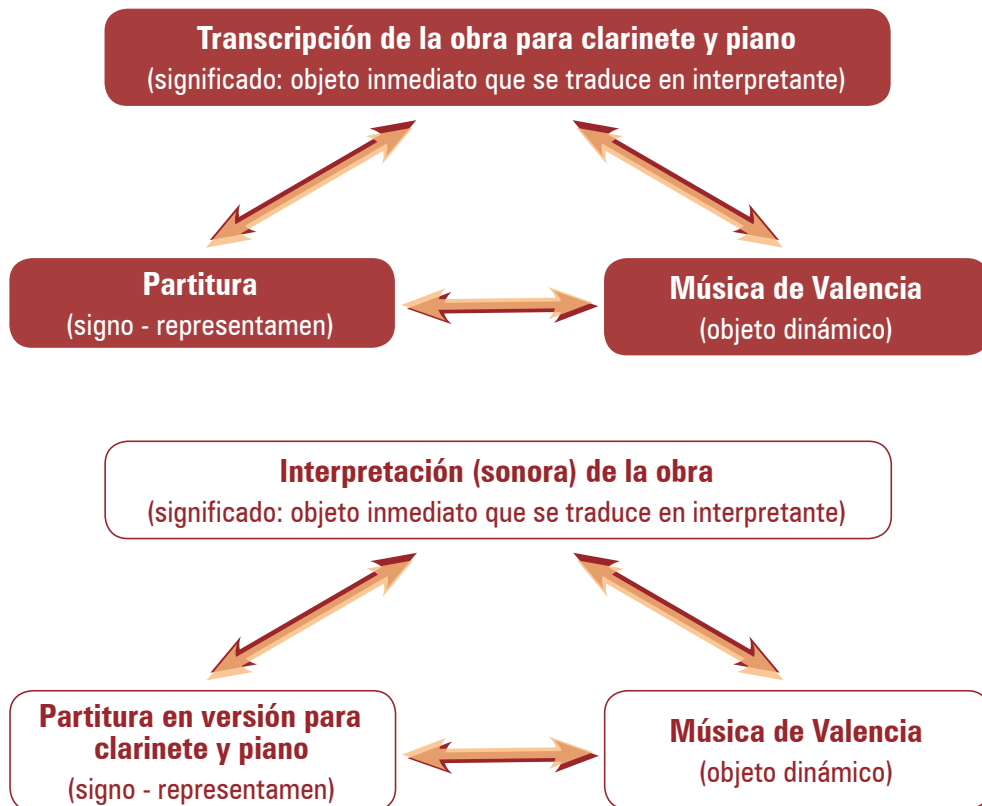 Transcripción de la obra para clarinete y piano
(significado: objeto inmediato que se traduce en interpretante)
Partitura
(signo - representamen)
Música de Valencia
(objeto dinámico)
Interpretación (sonora) de la obra
(significado: objeto inmediato que se traduce en interpretante)
Partitura en versión para
clarinete y piano
(signo - representamen)
Música de Valencia
(objeto dinámico)